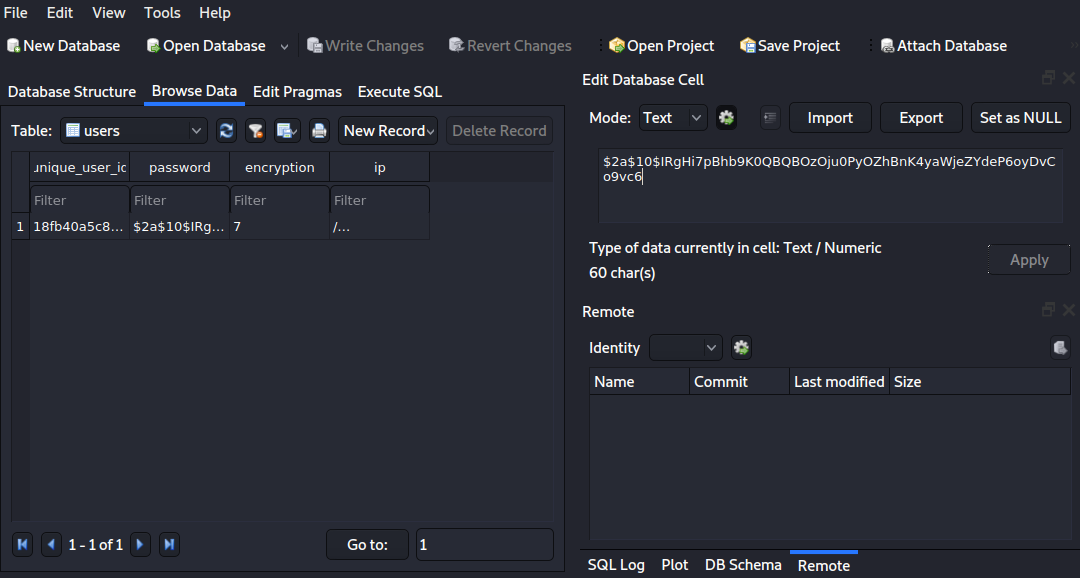 File Edit View Tools Help
New Database Open Database Write Changes Revert Changes Open Project Save Project Attach Database
Database Structure Browse Data Edit Pragmas Execute SQL
Table: users New Record Delete Record
unique_user_id password encryption ip
Filter Filter Filter Filter
1 18fb40a5c8... $2a$10$IRg... 7 /...
1 - 1 of 1 Go to: 1
Edit Database Cell
Mode: Text Import Export Set as NULL
$2a$10$IRgHi7pBhb9K0QBQBOzOju0PyOZhBnK4yaWjeZYdeP6oyDvC
o9vc6
Type of data currently in cell: Text / Numeric
60 char(s)
Apply
Remote
Identity
Name Commit Last modified Size
SQL Log Plot DB Schema Remote